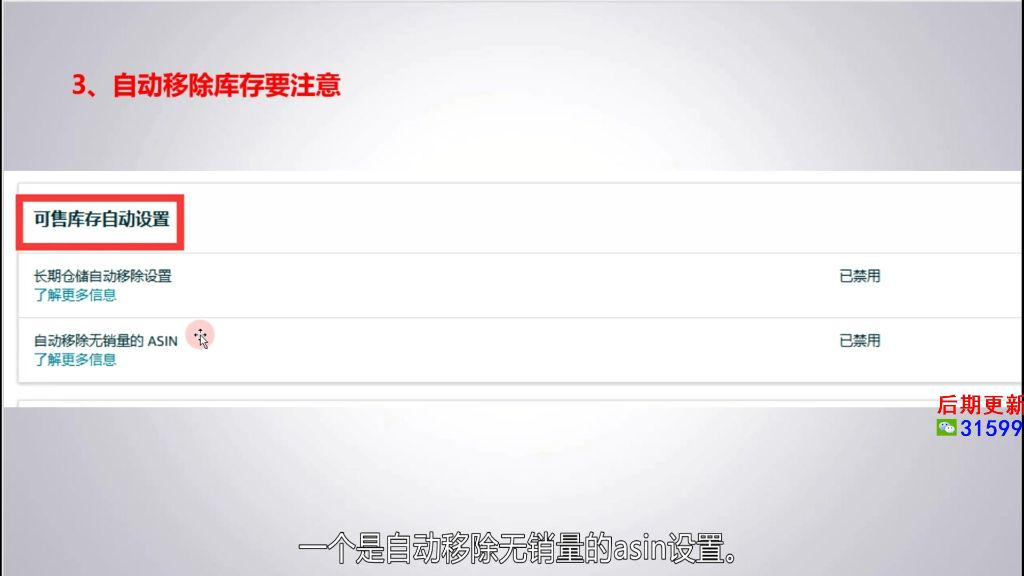 3、自动移除库存要注意
可售库存自动设置
长期仓储自动移除设置
已禁用
了解更多信息
自动移除无销量的 ASIN
已禁用
了解更多信息
后期更新
31599
一个是自动移除无销量的asin设置。